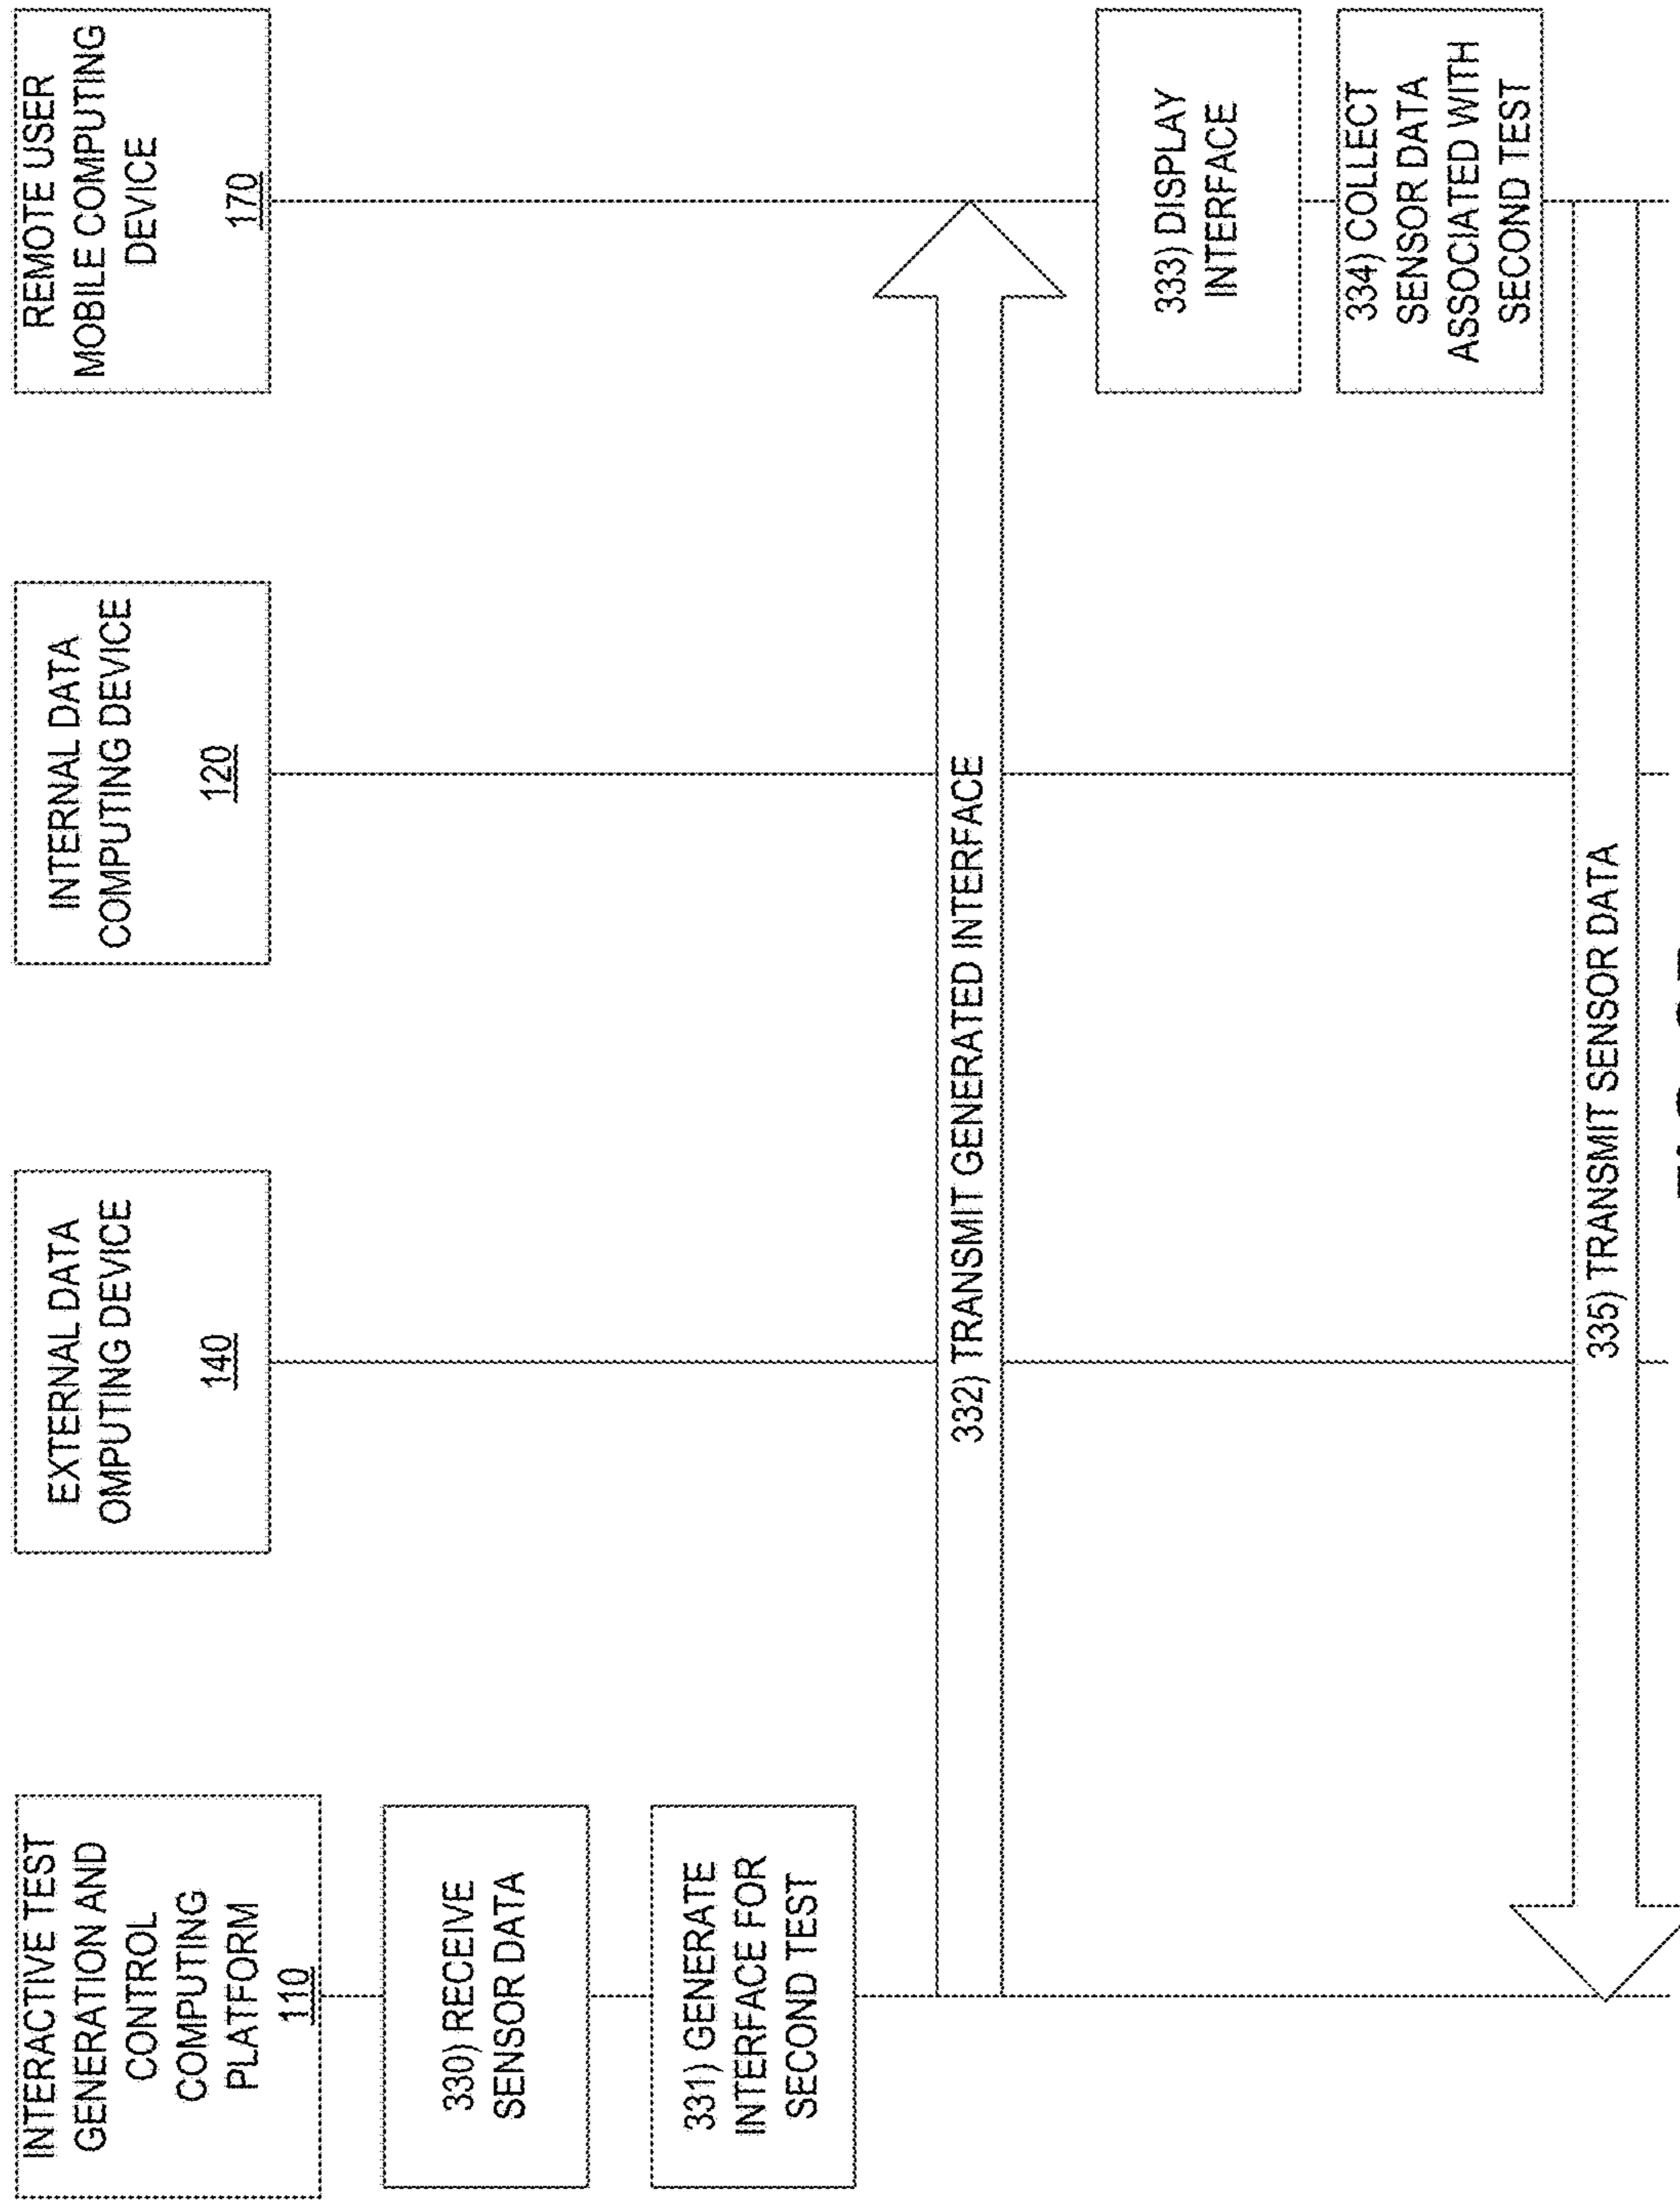 INTERACTIVE TEST
GENERATION AND
CONTROL
COMPUTING
PLATFORM
110
EXTERNAL DATA
OMPUTING DEVICE
140
INTERNAL DATA
COMPUTING DEVICE
120
REMOTE USER
MOBILE COMPUTING
DEVICE
170
330) RECEIVE
SENSOR DATA
331) GENERATE
INTERFACE FOR
SECOND TEST
332) TRANSMIT GENERATED INTERFACE
333) DISPLAY
INTERFACE
334) COLLECT
SENSOR DATA
ASSOCIATED WITH
SECOND TEST
335) TRANSMIT SENSOR DATA